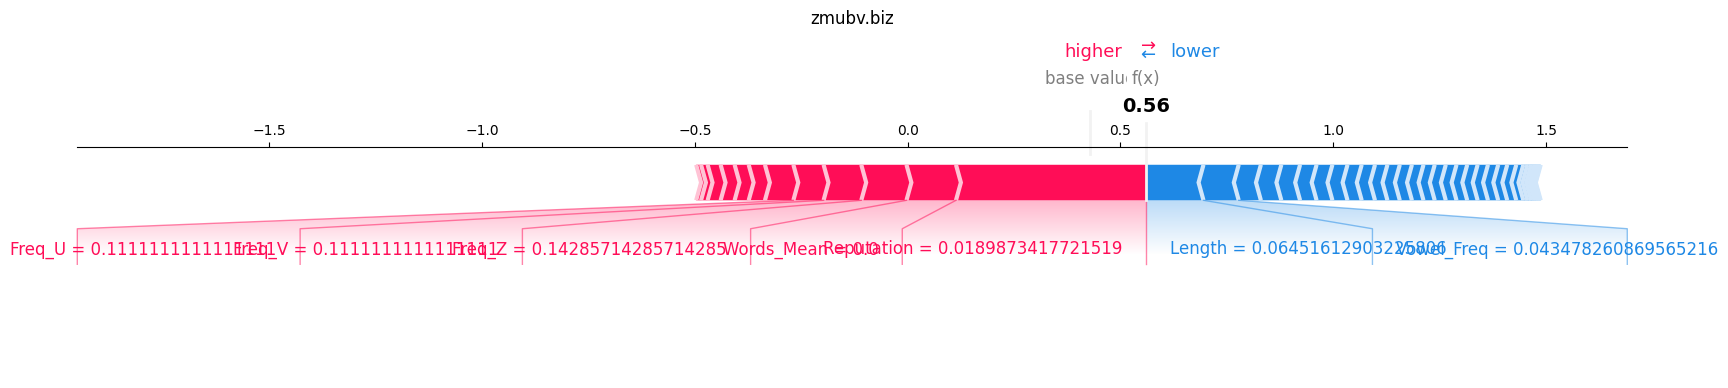 zmubv.biz
higher ⇄ lower
base valu f(x)
0.56
−1.5 −1.0 −0.5 0.0 0.5 1.0 1.5
Freq_U = 0.1111111111111111 Freq_V = 0.1111111111111111 Freq_Z = 0.14285714285714285 Words_Mean = 0.0 Reputation = 0.0189873417721519 Length = 0.06451612903225806 Vowel_Freq = 0.043478260869565216